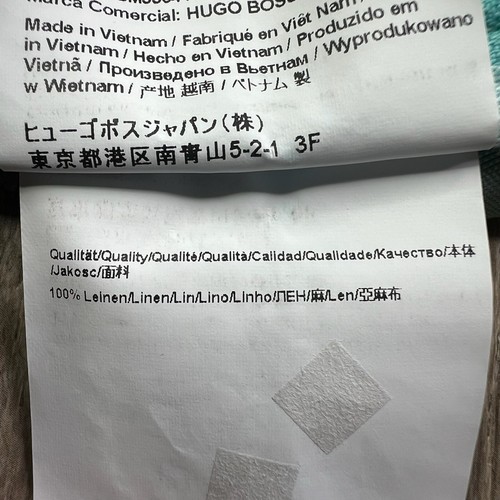 Marca Comercial: HUGO BOSS
Made in Vietnam / Fabriqué en Viêt Nam
in Vietnam / Hecho en Vietnam / Produzido em
Vietnã / Произведено в Вьетнам / Wyprodukowano
w Wietnam / 产地 越南 / ベトナム 製
ヒューゴボスジャパン(株)
東京都港区南青山5-2-1 3F
Qualität/Quality/Qualité/Qualità/Calidad/Qualidade/Качество/本体
/Jakosc/面料
100% Leinen/Linen/Lin/Lino/Linho/ЛЕН/麻/Len/亞麻布